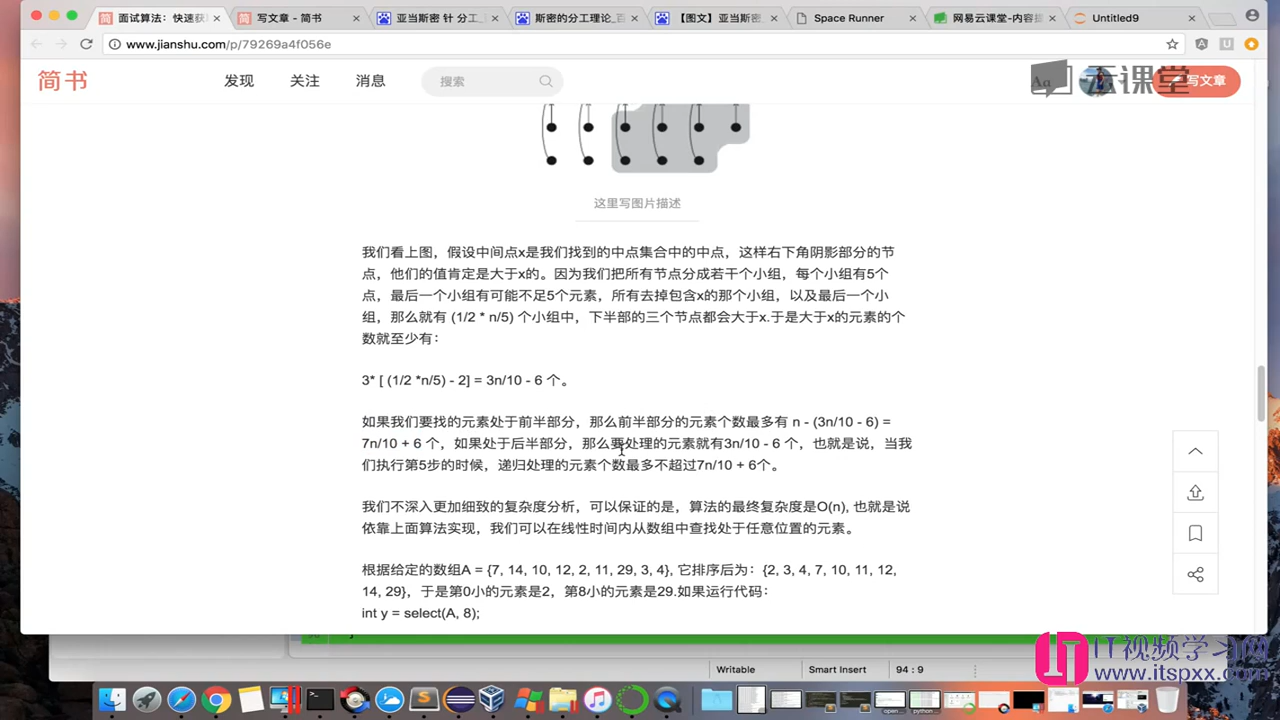 面试算法：快速获
写文章 - 简书
亚当斯密 针 分工_
斯密的分工理论_百
【图文】亚当斯密
Space Runner
网易云课堂-内容提
Untitled9
www.jianshu.com/p/79269a4f056e
简书
发现
关注
消息
搜索
Aa
云课堂
写文章
这里写图片描述
我们看上图，假设中间点x是我们找到的中点集合中的中点，这样右下角阴影部分的节
点，他们的值肯定是大于x的。因为我们把所有节点分成若干个小组，每个小组有5个
点，最后一个小组有可能不足5个元素，所有去掉包含x的那个小组，以及最后一个小
组，那么就有 (1/2 * n/5) 个小组中，下半部的三个节点都会大于x.于是大于x的元素的个
数就至少有：
3* [ (1/2 *n/5) - 2] = 3n/10 - 6 个。
如果我们要找的元素处于前半部分，那么前半部分的元素个数最多有 n - (3n/10 - 6) =
7n/10 + 6 个，如果处于后半部分，那么要处理的元素就有3n/10 - 6 个，也就是说，当我
们执行第5步的时候，递归处理的元素个数最多不超过7n/10 + 6个。
我们不深入更加细致的复杂度分析，可以保证的是，算法的最终复杂度是O(n), 也就是说
依靠上面算法实现，我们可以在线性时间内从数组中查找处于任意位置的元素。
根据给定的数组A = {7, 14, 10, 12, 2, 11, 29, 3, 4}, 它排序后为：{2, 3, 4, 7, 10, 11, 12,
14, 29}，于是第0小的元素是2，第8小的元素是29.如果运行代码：
int y = select(A, 8);
Writable
Smart Insert
94 : 9
IT视频学习网
www.itspxx.com